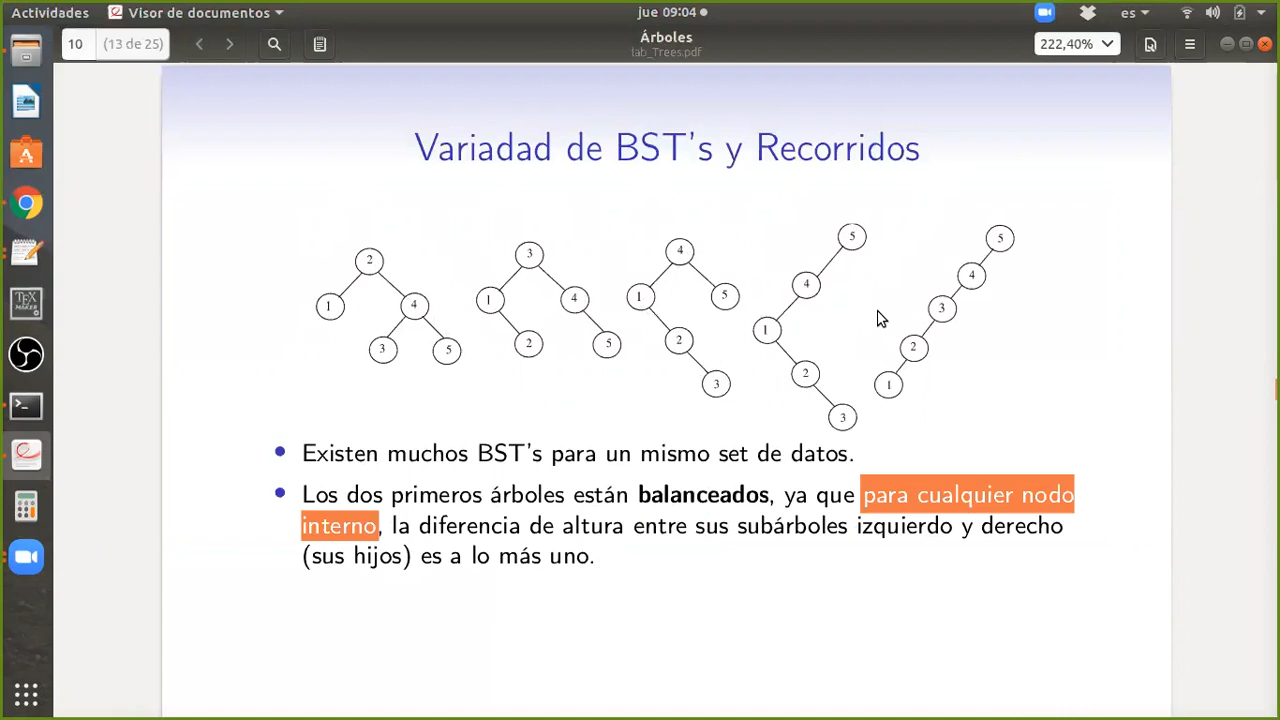 Actividades Visor de documentos jue 09:04 es
10 (13 de 25) Árboles 222,40%
lab_Trees.pdf
Variadad de BST's y Recorridos
2 1 4 3 5
3 1 4 2 5
4 1 5 2 3
5 4 1 2 3
5 4 3 2 1
Existen muchos BST's para un mismo set de datos.
Los dos primeros árboles están balanceados, ya que para cualquier nodo
interno, la diferencia de altura entre sus subárboles izquierdo y derecho
(sus hijos) es a lo más uno.
TEX
MAKER